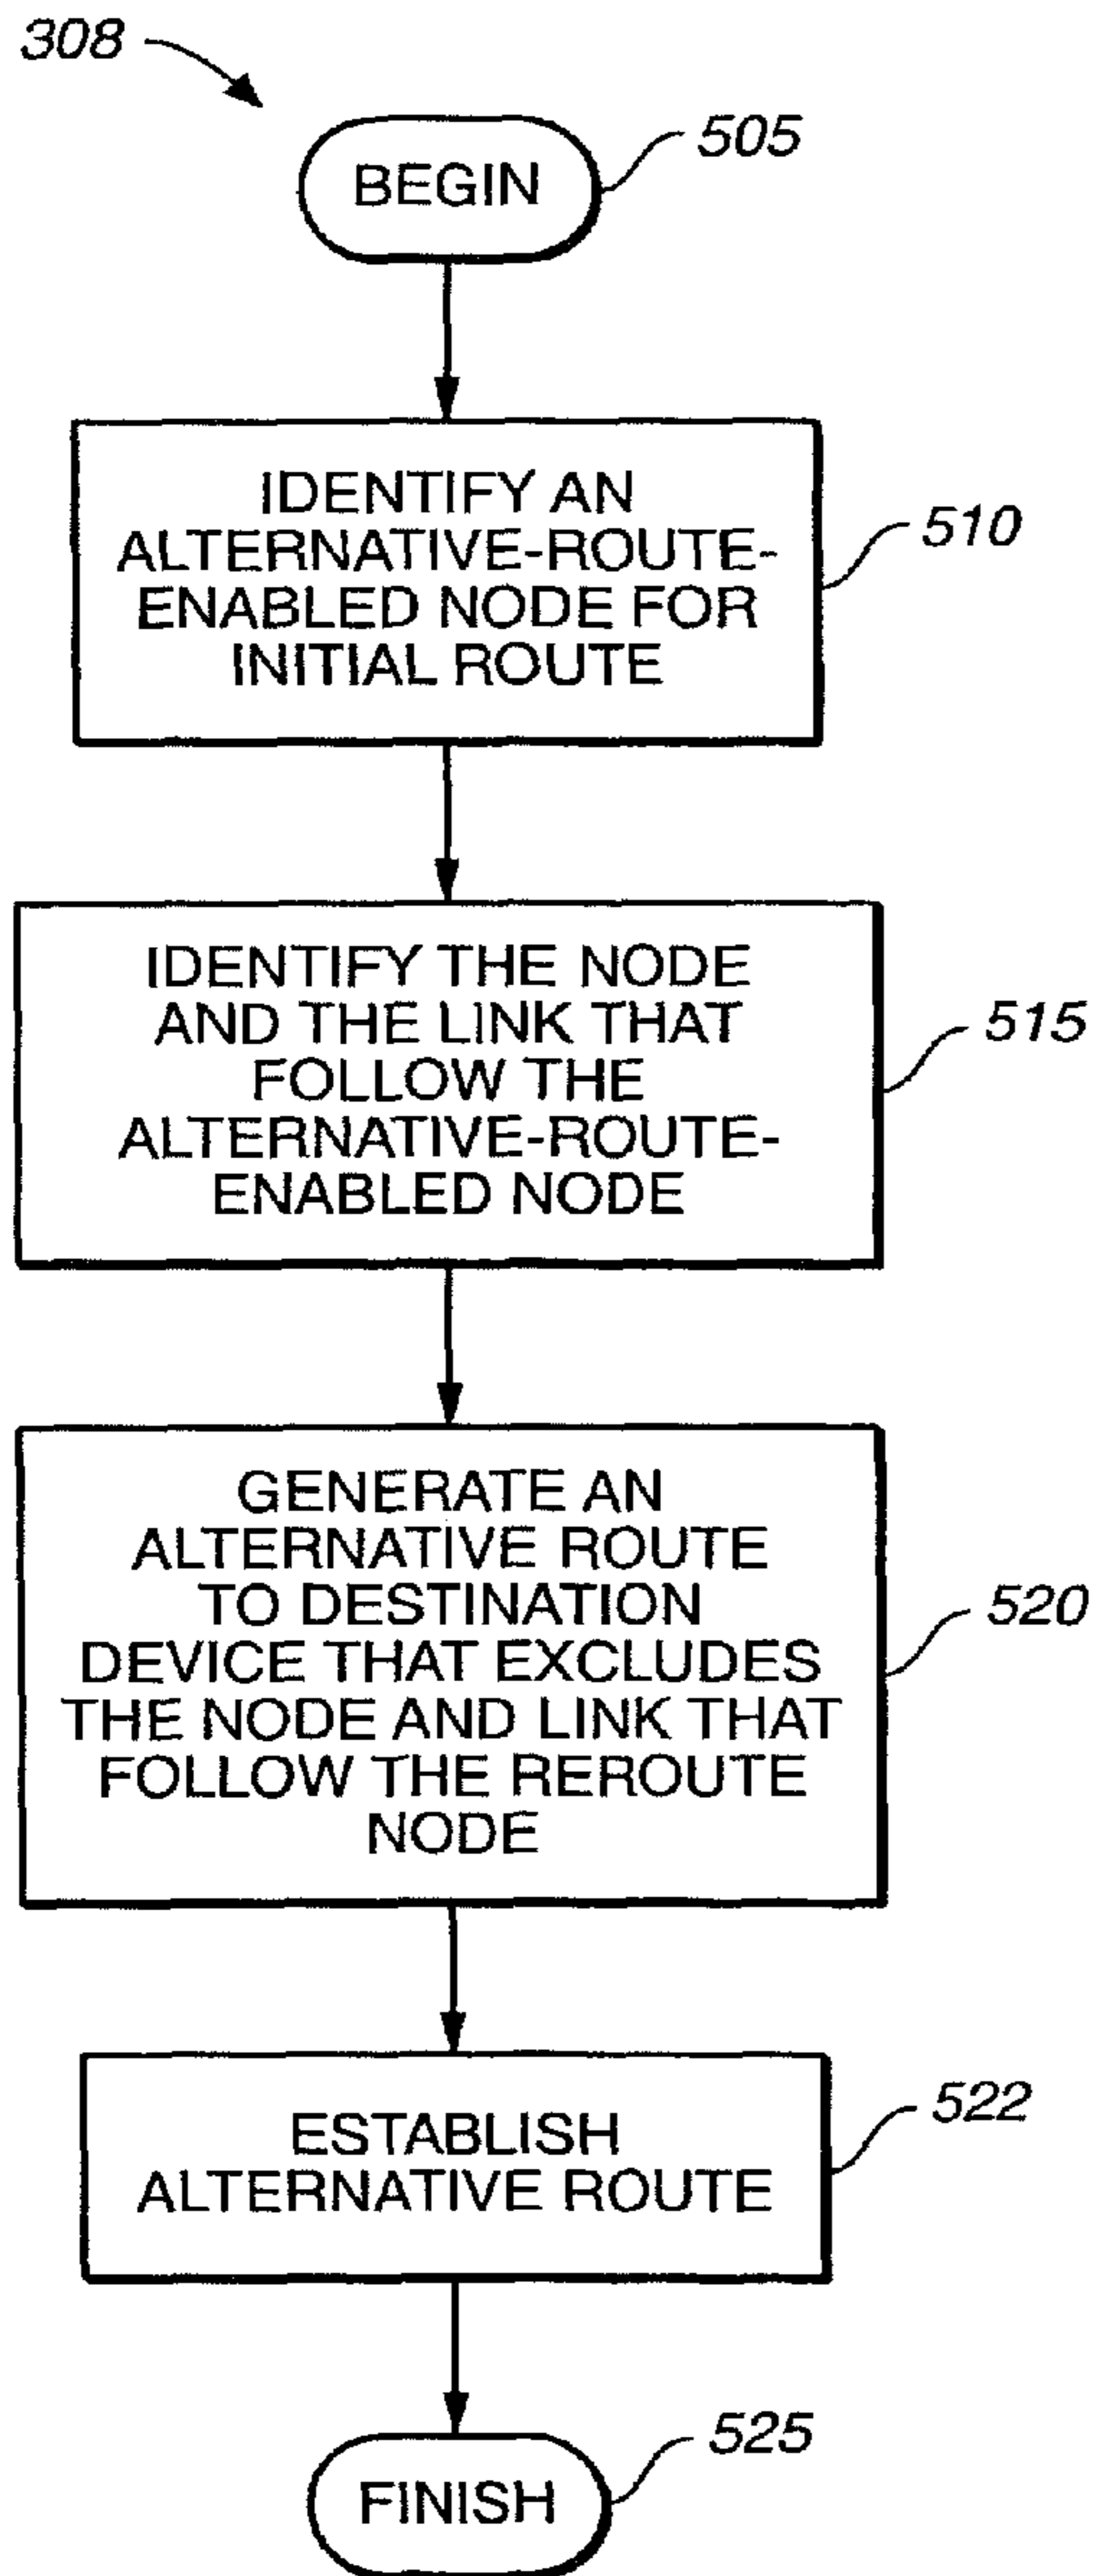 308
BEGIN
505
IDENTIFY AN
ALTERNATIVE-ROUTE-
ENABLED NODE FOR
INITIAL ROUTE
510
IDENTIFY THE NODE
AND THE LINK THAT
FOLLOW THE
ALTERNATIVE-ROUTE-
ENABLED NODE
515
GENERATE AN
ALTERNATIVE ROUTE
TO DESTINATION
DEVICE THAT EXCLUDES
THE NODE AND LINK THAT
FOLLOW THE REROUTE
NODE
520
ESTABLISH
ALTERNATIVE ROUTE
522
FINISH
525